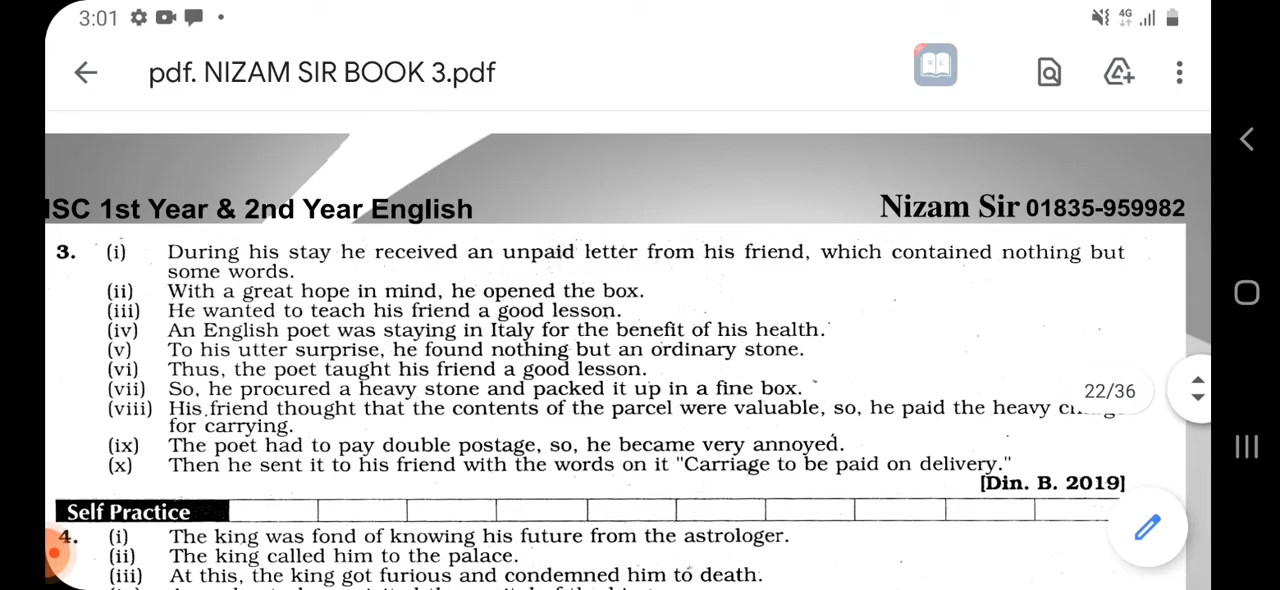 3:01
4G
pdf. NIZAM SIR BOOK 3.pdf
HSC 1st Year & 2nd Year English Nizam Sir 01835-959982
3. (i) During his stay he received an unpaid letter from his friend, which contained nothing but
some words.
(ii) With a great hope in mind, he opened the box.
(iii) He wanted to teach his friend a good lesson.
(iv) An English poet was staying in Italy for the benefit of his health.
(v) To his utter surprise, he found nothing but an ordinary stone.
(vi) Thus, the poet taught his friend a good lesson.
(vii) So, he procured a heavy stone and packed it up in a fine box.
22/36
(viii) His friend thought that the contents of the parcel were valuable, so, he paid the heavy
for carrying.
(ix) The poet had to pay double postage, so, he became very annoyed.
(x) Then he sent it to his friend with the words on it "Carriage to be paid on delivery."
[Din. B. 2019]
Self Practice
4. (i) The king was fond of knowing his future from the astrologer.
(ii) The king called him to the palace.
(iii) At this, the king got furious and condemned him to death.